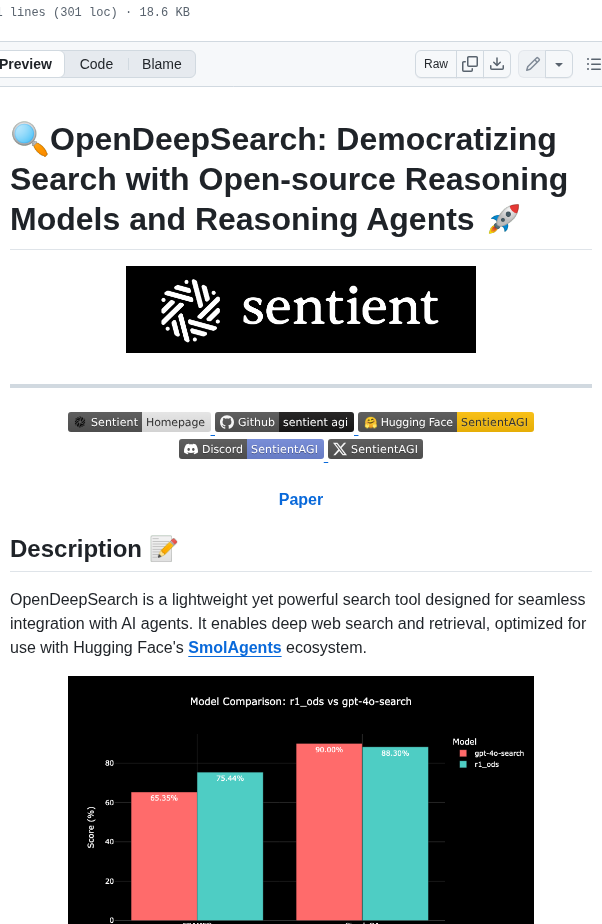 lines (301 loc) · 18.6 KB
Preview Code Blame Raw
🔍OpenDeepSearch: Democratizing
Search with Open-source Reasoning
Models and Reasoning Agents 🚀
sentient
Sentient Homepage Github sentient agi Hugging Face SentientAGI
Discord SentientAGI SentientAGI
Paper
Description 📝
OpenDeepSearch is a lightweight yet powerful search tool designed for seamless
integration with AI agents. It enables deep web search and retrieval, optimized for
use with Hugging Face's SmolAgents ecosystem.
Model Comparison: r1_ods vs gpt-4o-search
Model
gpt-4o-search
r1_ods
90.00%
88.30%
75.44%
65.35%
Score (%)
80
60
40
20
0